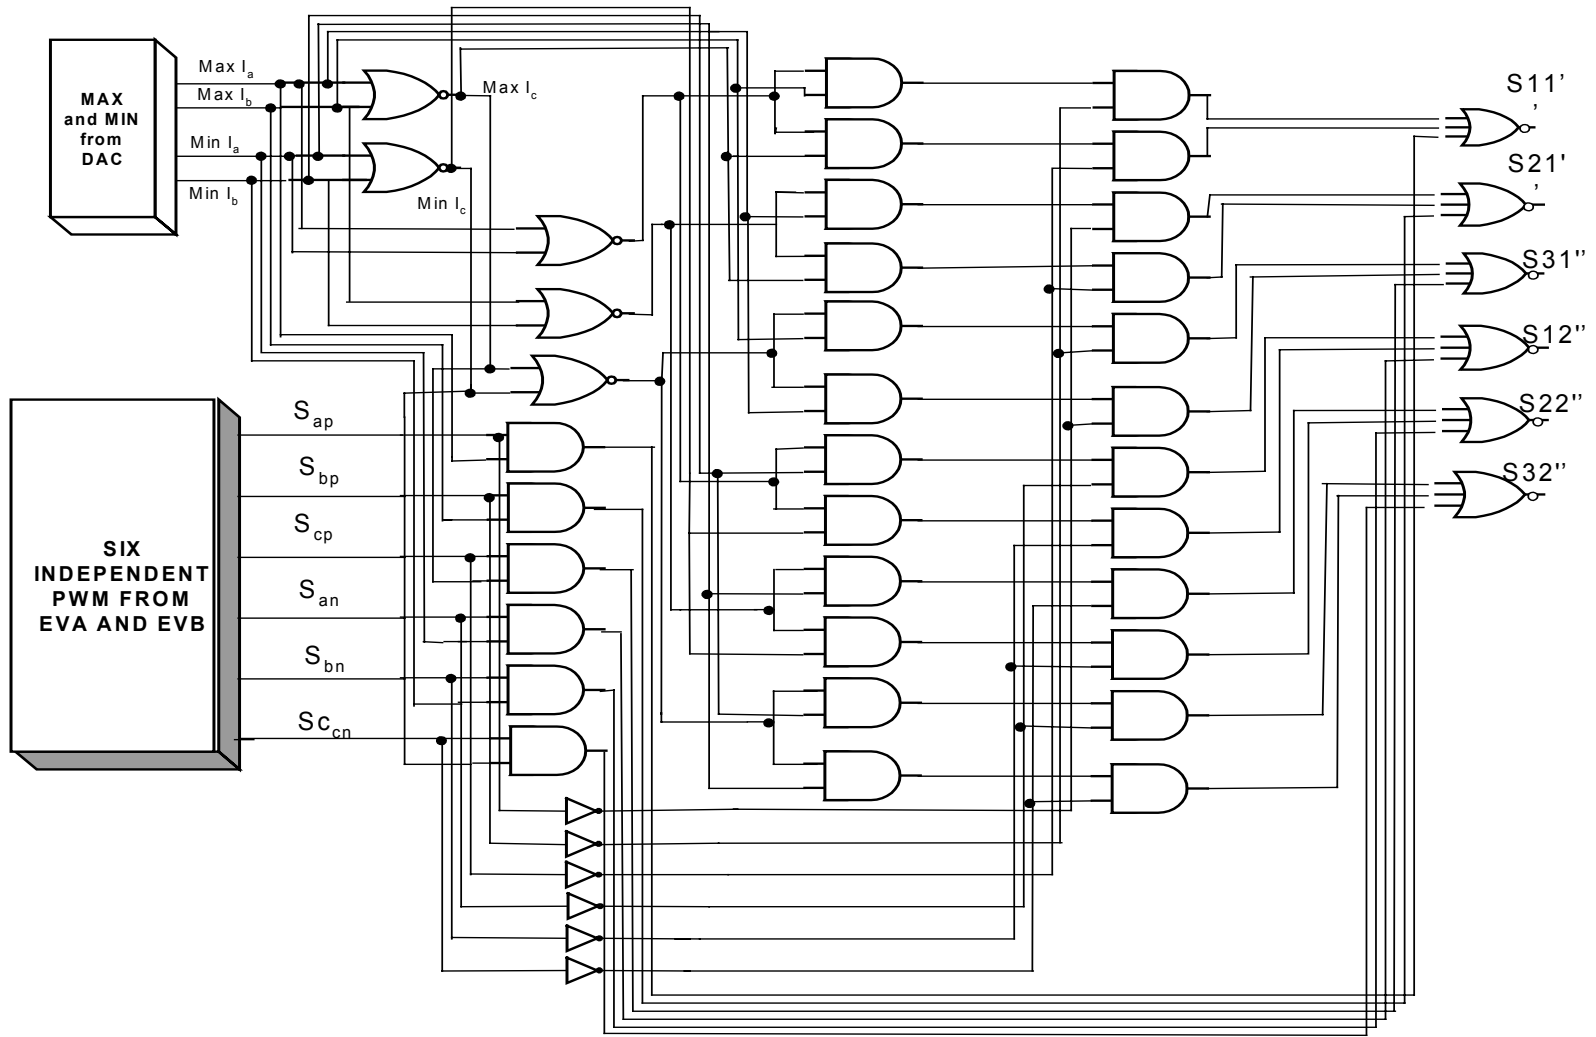 Max Ia
Max Ib
Min Ia
Min Ib
MAX
and MIN
from
DAC
Max Ic
Min Ic
S11'
'
S21'
'
S31''
S12''
S22''
S32''
Sap
Sbp
Scp
San
Sbn
Sccn
SIX
INDEPENDENT
PWM FROM
EVA AND EVB